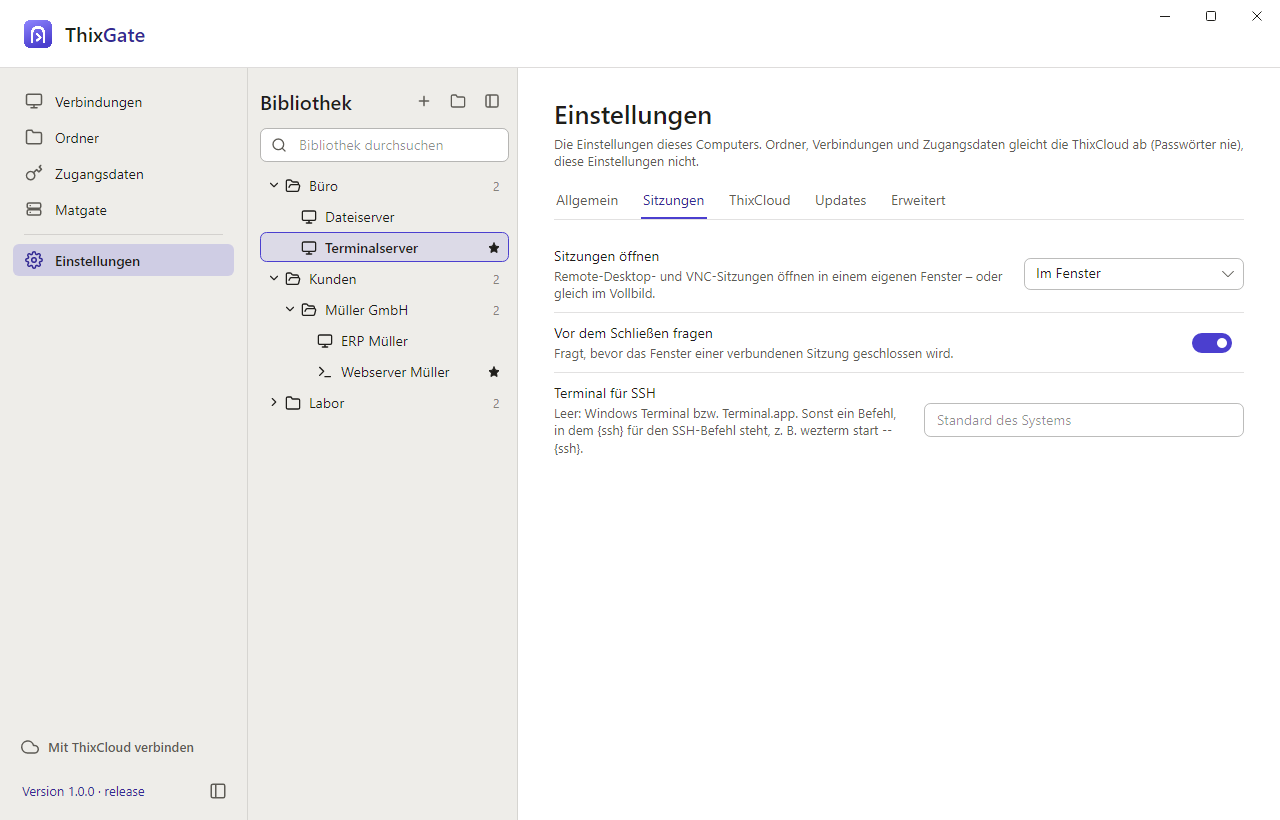 ThixGate
Verbindungen
Ordner
Zugangsdaten
Matgate
Einstellungen
Mit ThixCloud verbinden
Version 1.0.0 · release
Bibliothek
Bibliothek durchsuchen
Büro 2
Dateiserver
Terminalserver
Kunden 2
Müller GmbH 2
ERP Müller
Webserver Müller
Labor 2
Einstellungen
Die Einstellungen dieses Computers. Ordner, Verbindungen und Zugangsdaten gleicht die ThixCloud ab (Passwörter nie),
diese Einstellungen nicht.
Allgemein Sitzungen ThixCloud Updates Erweitert
Sitzungen öffnen
Remote-Desktop- und VNC-Sitzungen öffnen in einem eigenen Fenster – oder
gleich im Vollbild.
Im Fenster
Vor dem Schließen fragen
Fragt, bevor das Fenster einer verbundenen Sitzung geschlossen wird.
Terminal für SSH
Leer: Windows Terminal bzw. Terminal.app. Sonst ein Befehl,
in dem {ssh} für den SSH-Befehl steht, z. B. wezterm start --
{ssh}.
Standard des Systems